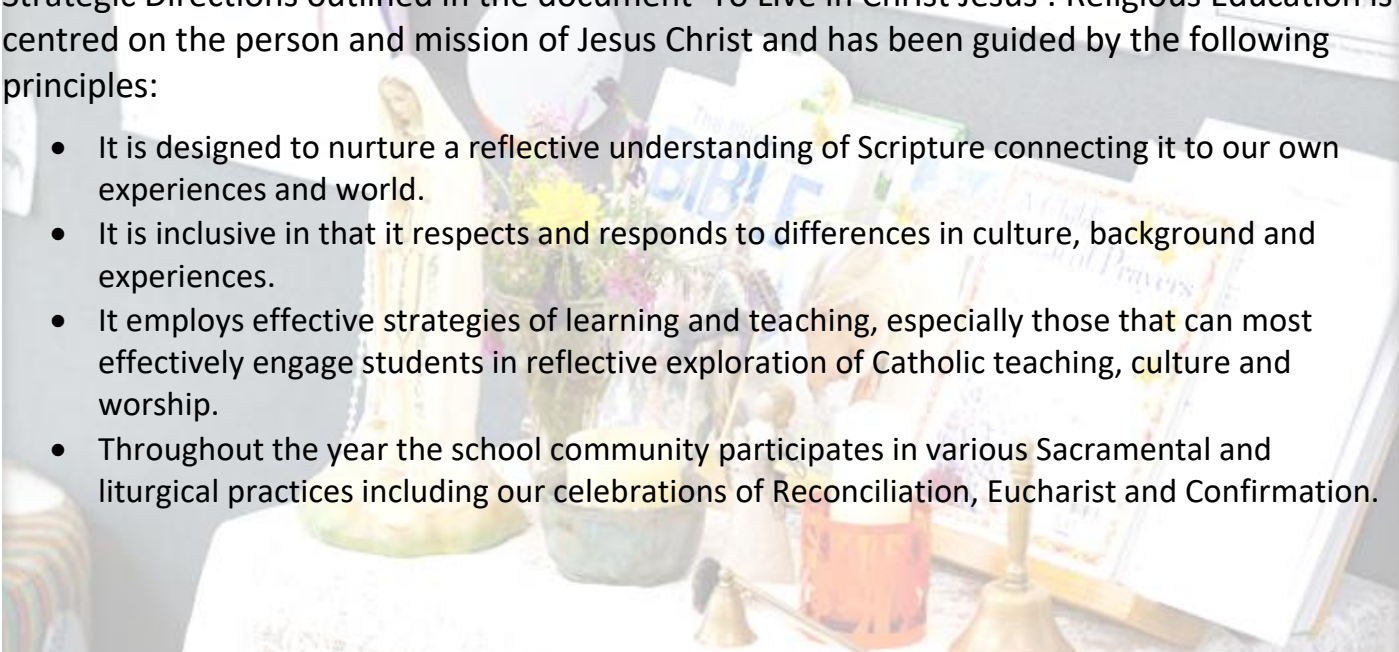 Strategic Directions outlined in the document 'To Live in Christ Jesus'. Religious Education is
centred on the person and mission of Jesus Christ and has been guided by the following
principles:
• It is designed to nurture a reflective understanding of Scripture connecting it to our own
experiences and world.
• It is inclusive in that it respects and responds to differences in culture, background and
experiences.
• It employs effective strategies of learning and teaching, especially those that can most
effectively engage students in reflective exploration of Catholic teaching, culture and
worship.
• Throughout the year the school community participates in various Sacramental and
liturgical practices including our celebrations of Reconciliation, Eucharist and Confirmation.
The
BIBLE
A Child's
of Prayers